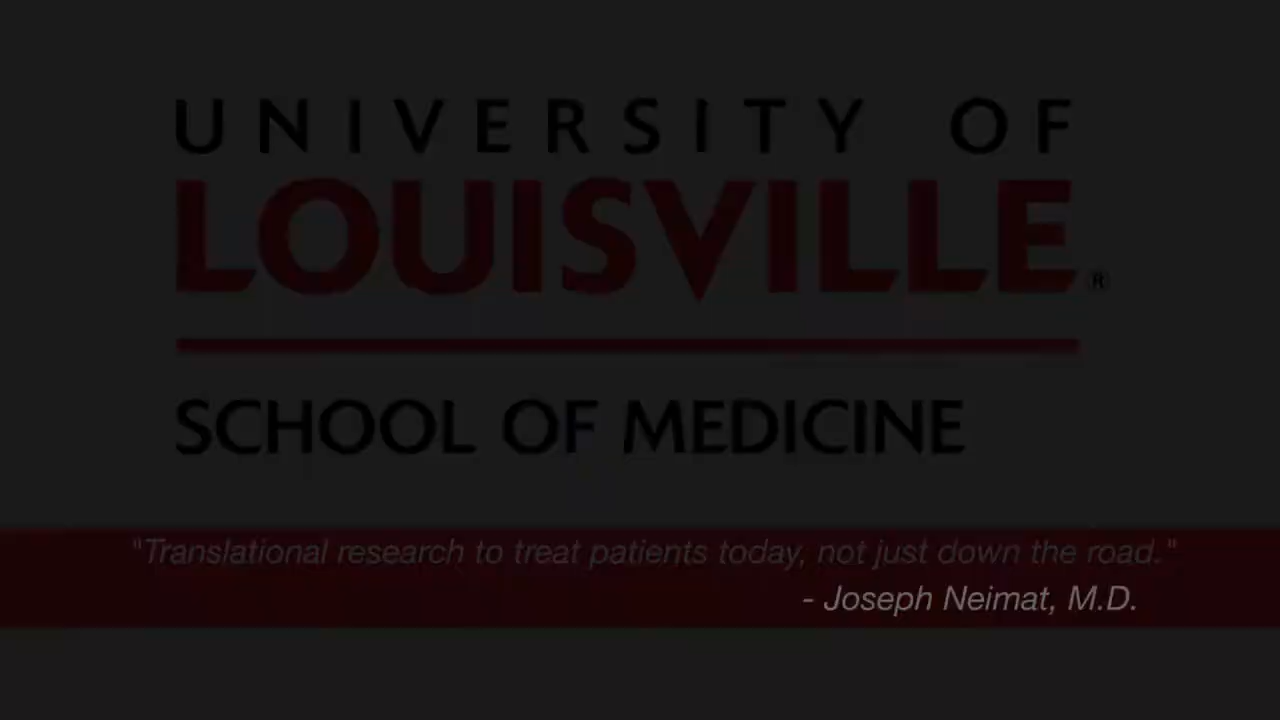 UNIVERSITY OF
LOUISVILLE®
SCHOOL OF MEDICINE
"Translational research to treat patients today, not just down the road."
- Joseph Neimat, M.D.